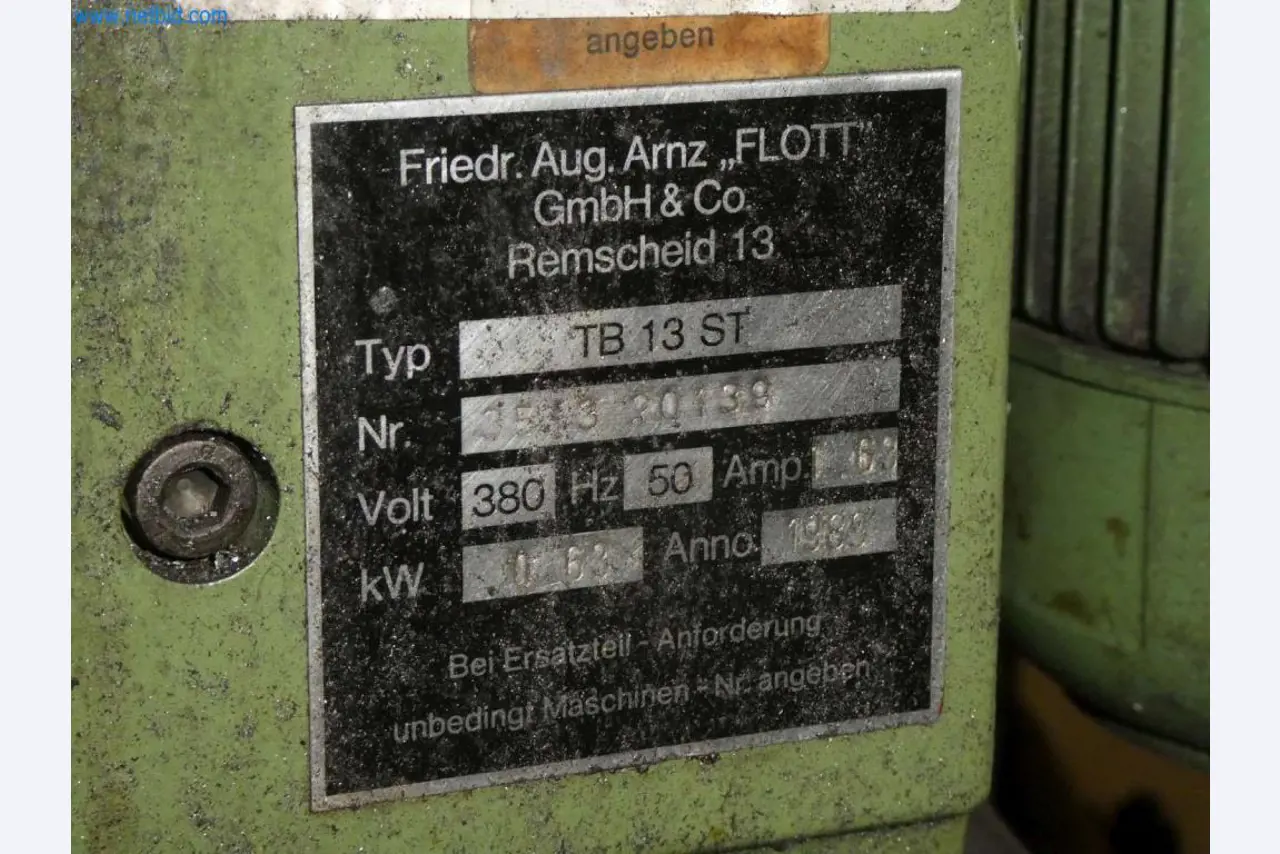 www.netbid.com
angeben
Friedr. Aug. Arnz „FLOTT"
GmbH & Co.
Remscheid 13
Typ TB 13 ST
Nr.
Volt 380 Hz 50 Amp.
kW Anno
Bei Ersatzteil - Anforderung
unbedingt Maschinen - Nr. angeben